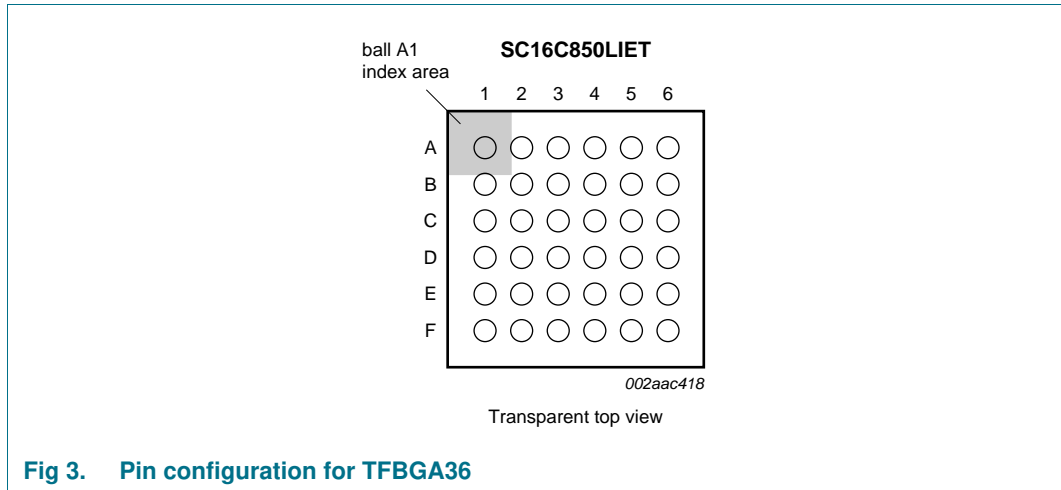 ball A1
index area
SC16C850LIET
1 2 3 4 5 6
A
B
C
D
E
F
002aac418
Transparent top view
Fig 3. Pin configuration for TFBGA36